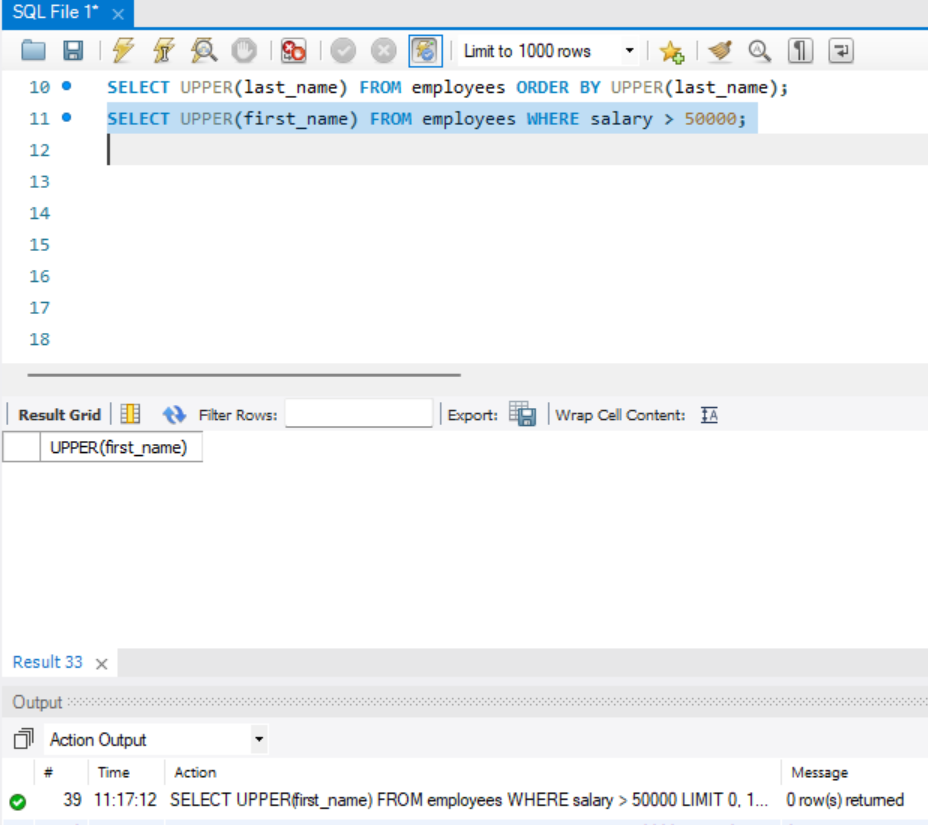 SQL File 1*
Limit to 1000 rows
10 SELECT UPPER(last_name) FROM employees ORDER BY UPPER(last_name);
11 SELECT UPPER(first_name) FROM employees WHERE salary > 50000;
12
13
14
15
16
17
18
Result Grid Filter Rows: Export: Wrap Cell Content: IA
UPPER(first_name)
Result 33
Output
Action Output
# Time Action Message
39 11:17:12 SELECT UPPER(first_name) FROM employees WHERE salary > 50000 LIMIT 0, 1... 0 row(s) returned